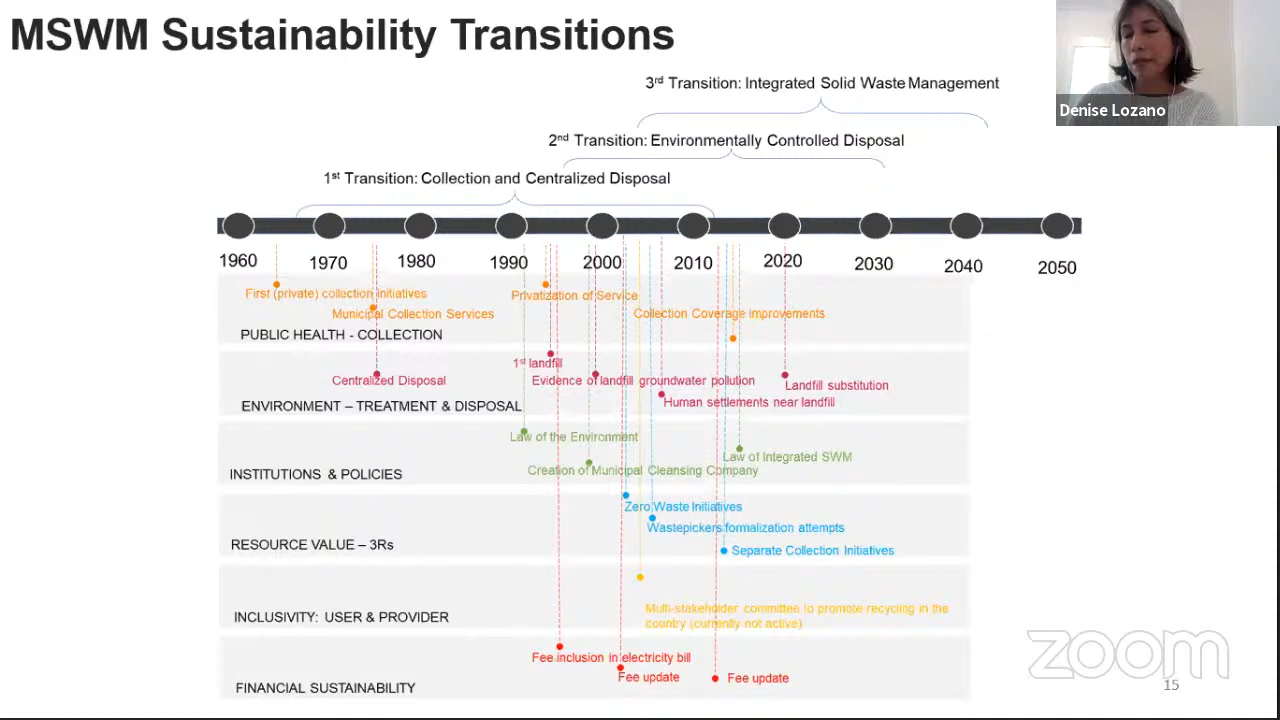 MSWM Sustainability Transitions
Denise Lozano
3rd Transition: Integrated Solid Waste Management
2nd Transition: Environmentally Controlled Disposal
1st Transition: Collection and Centralized Disposal
1960 1970 1980 1990 2000 2010 2020 2030 2040 2050
First (private) collection initiatives
Privatization of Service
Municipal Collection Services
Collection Coverage improvements
PUBLIC HEALTH - COLLECTION
1st landfill
Centralized Disposal
Evidence of landfill groundwater pollution
Landfill substitution
Human settlements near landfill
ENVIRONMENT – TREATMENT & DISPOSAL
Law of the Environment
Law of Integrated SWM
Creation of Municipal Cleansing Company
INSTITUTIONS & POLICIES
Zero Waste Initiatives
Wastepickers formalization attempts
Separate Collection Initiatives
RESOURCE VALUE – 3Rs
Multi-stakeholder committee to promote recycling in the
country (currently not active)
INCLUSIVITY: USER & PROVIDER
Fee inclusion in electricity bill
Fee update
Fee update
FINANCIAL SUSTAINABILITY
zoom
15